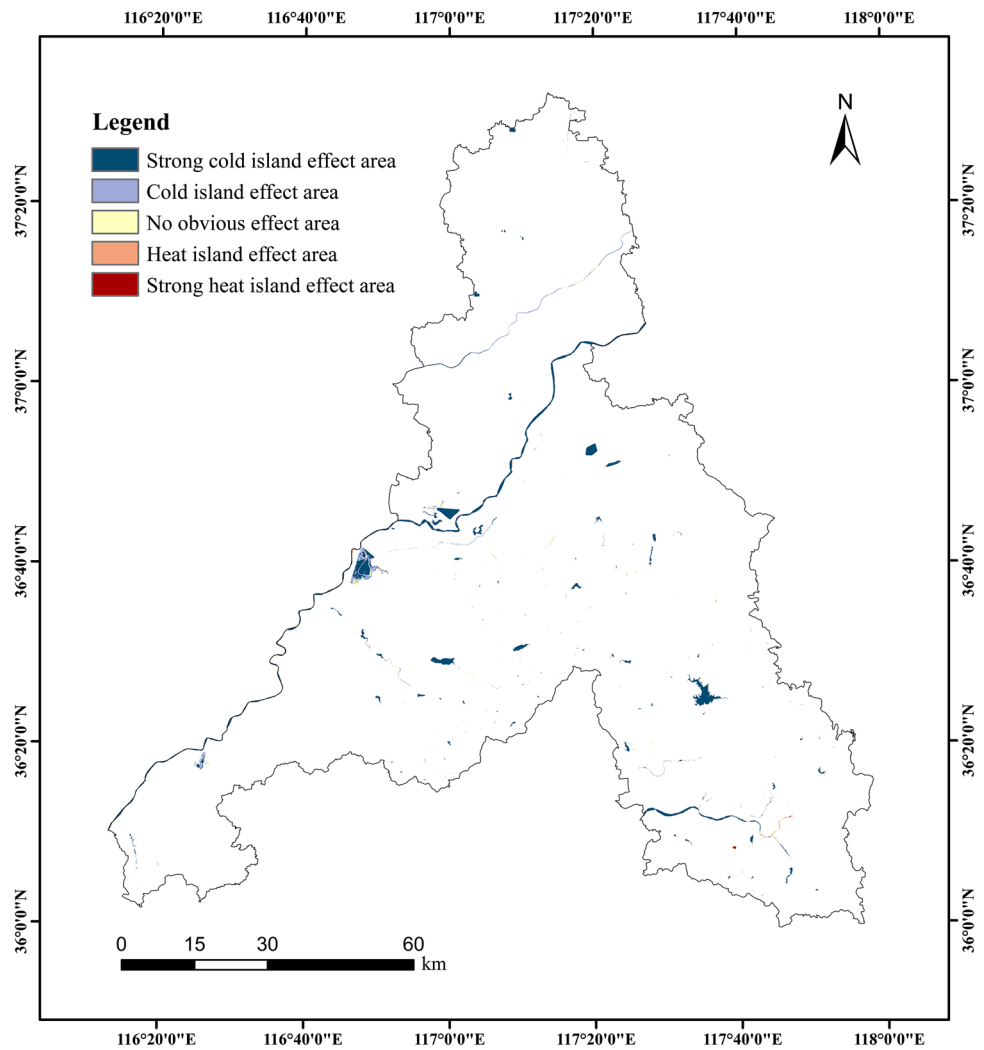 116°20'0"E 116°40'0"E 117°0'0"E 117°20'0"E 117°40'0"E 118°0'0"E
N
Legend
Strong cold island effect area
Cold island effect area
No obvious effect area
Heat island effect area
Strong heat island effect area
37°20'0"N
37°0'0"N
36°40'0"N
36°20'0"N
36°0'0"N
37°20'0"N
37°0'0"N
36°40'0"N
36°20'0"N
36°0'0"N
0 15 30 60
km
116°20'0"E 116°40'0"E 117°0'0"E 117°20'0"E 117°40'0"E 118°0'0"E